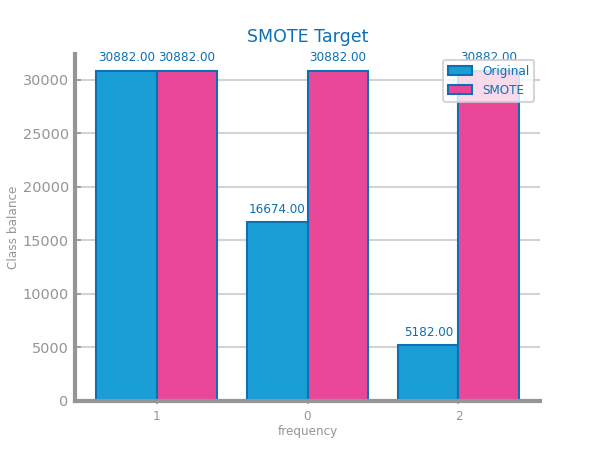 SMOTE Target
30882.00 30882.00 30882.00 30882.00
Original
SMOTE
30000
25000
20000
16674.00
15000
10000
5000
5182.00
0
Class balance
1 0 2
frequency